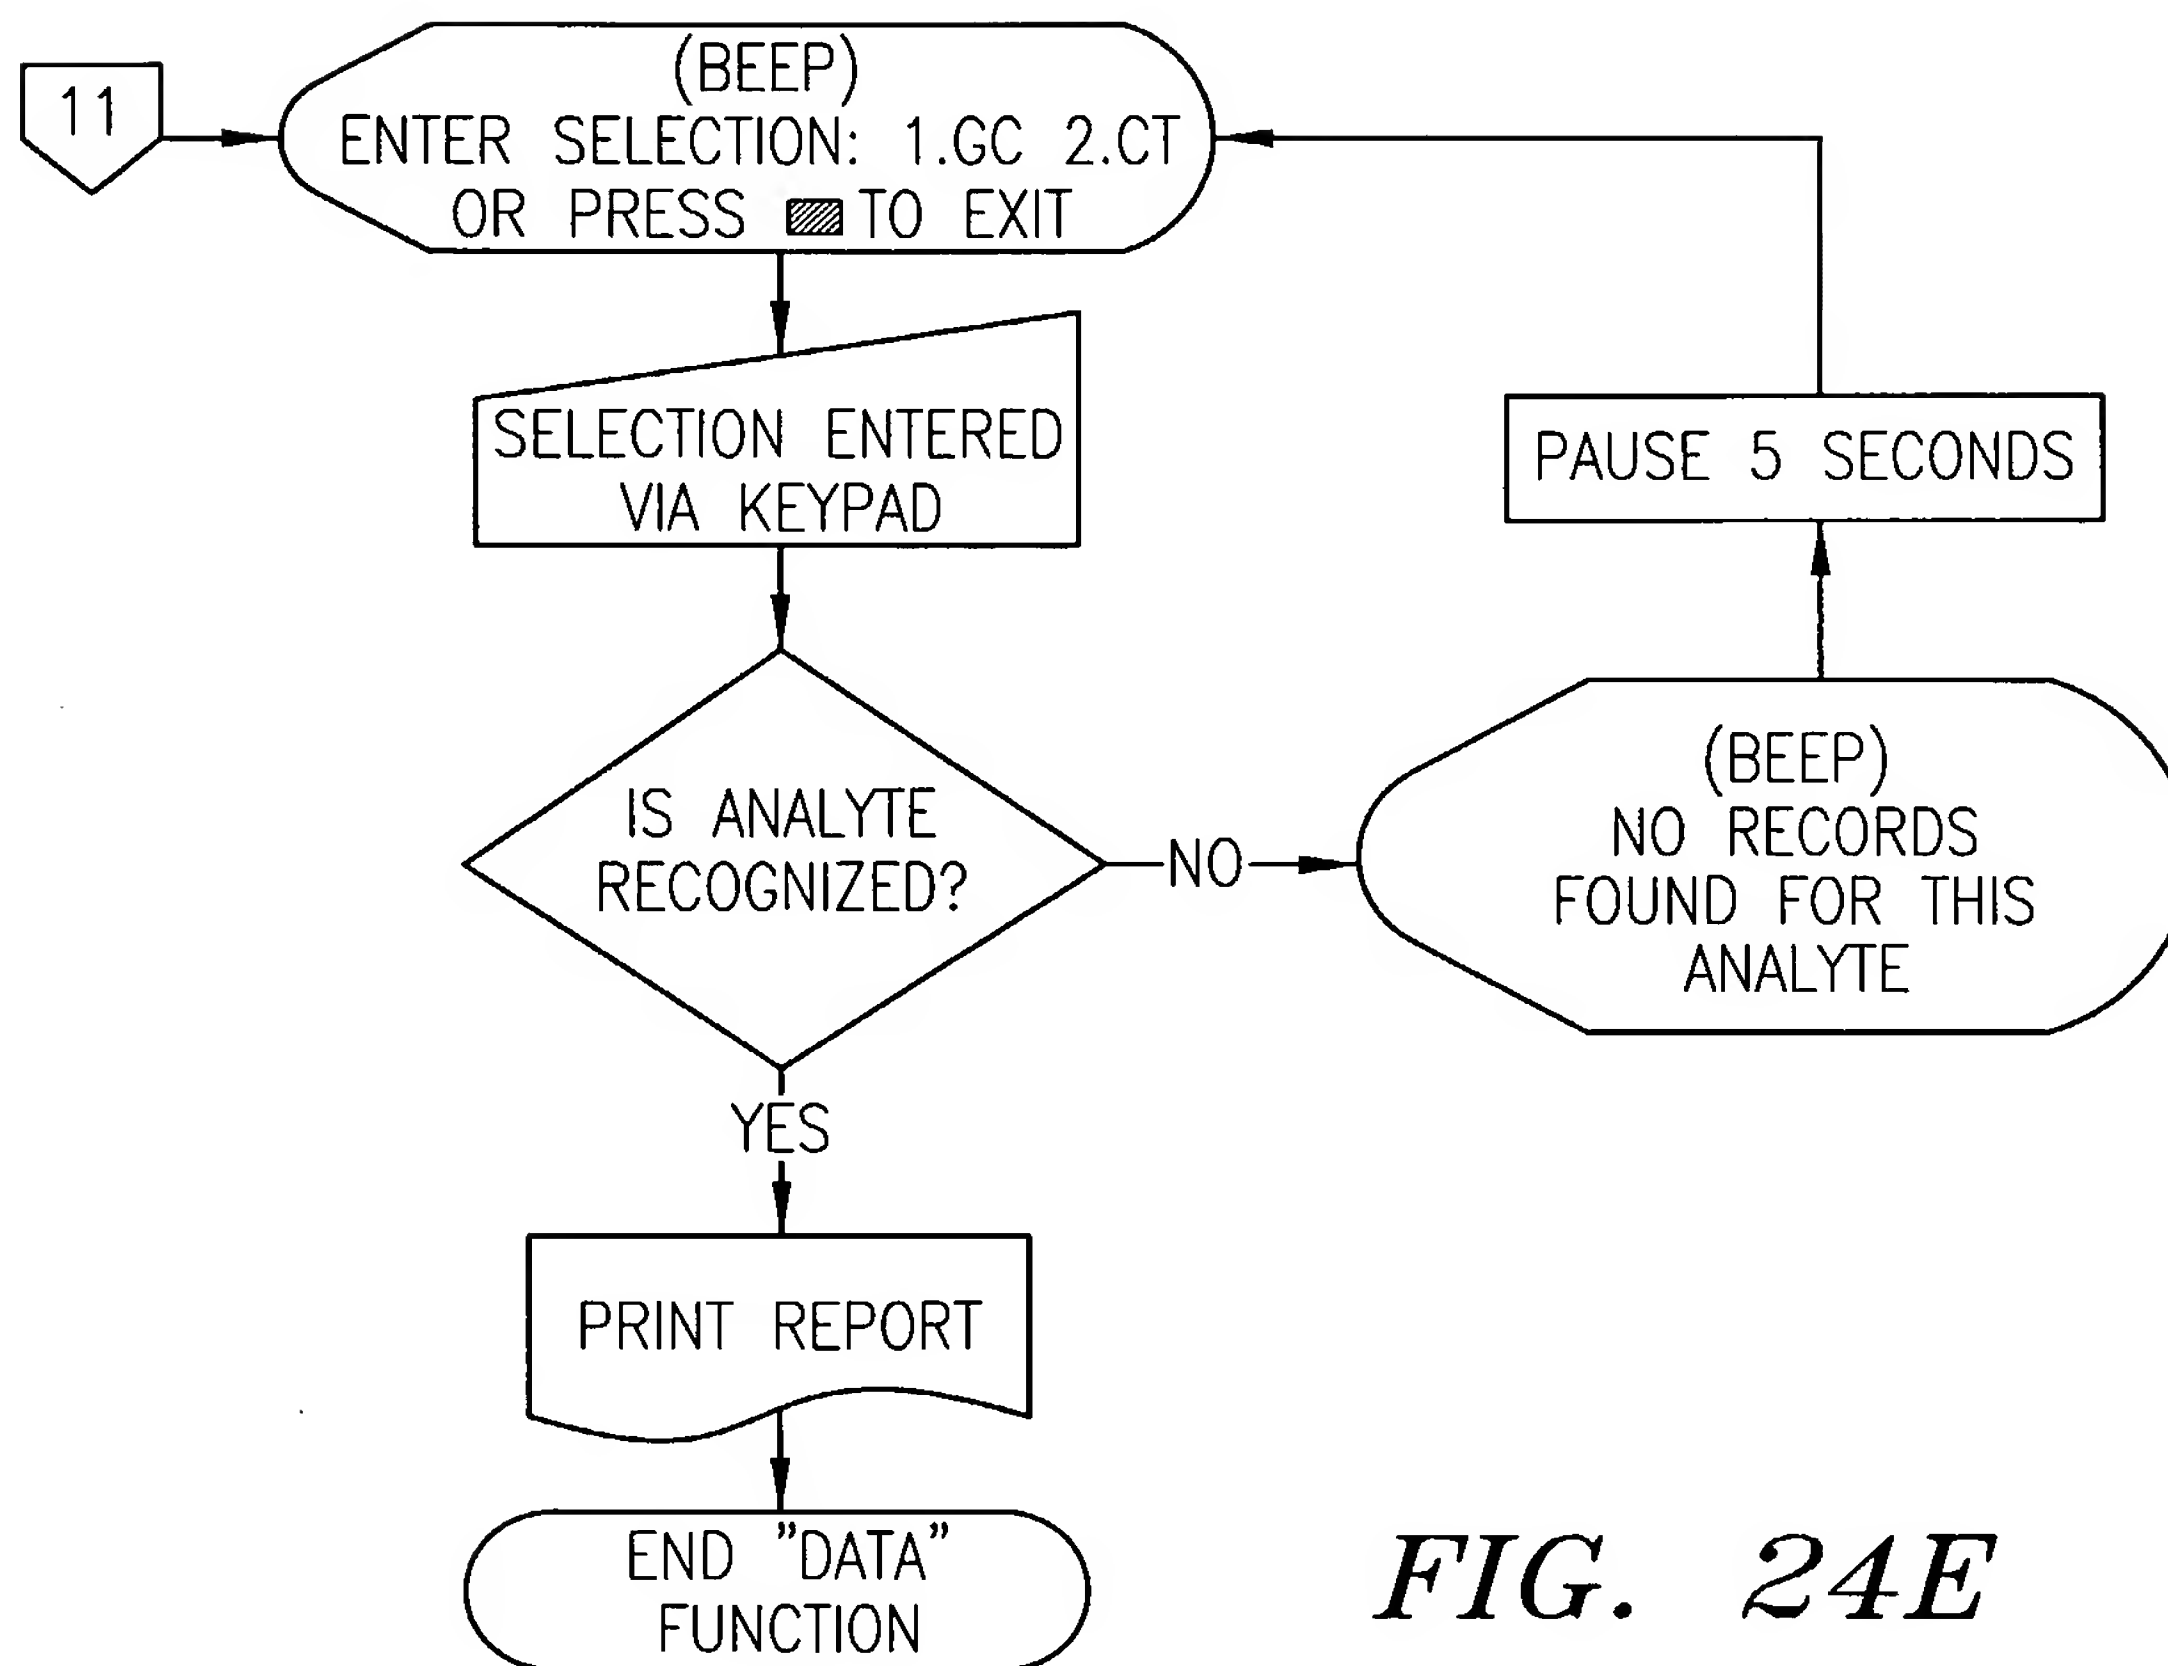 11
(BEEP)
ENTER SELECTION: 1.GC 2.CT
OR PRESS TO EXIT
SELECTION ENTERED
VIA KEYPAD
PAUSE 5 SECONDS
IS ANALYTE
RECOGNIZED?
NO
(BEEP)
NO RECORDS
FOUND FOR THIS
ANALYTE
YES
PRINT REPORT
END "DATA"
FUNCTION
FIG. 24E